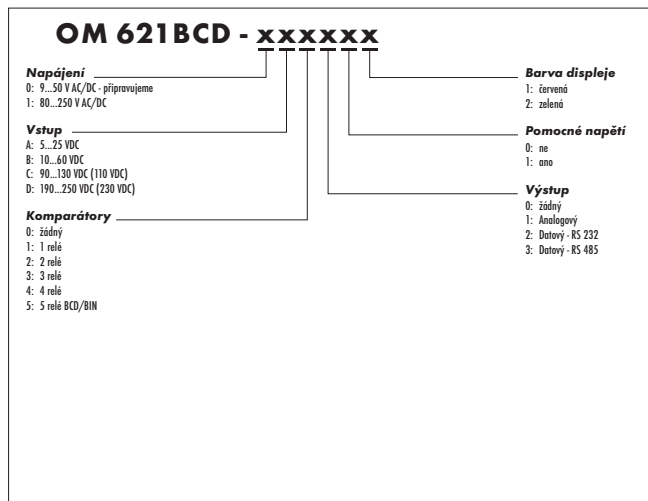 OM 621BCD - xxxxxx
Napájení
0: 9...50 V AC/DC - připravujeme
1: 80...250 V AC/DC
Vstup
A: 5...25 VDC
B: 10...60 VDC
C: 90...130 VDC (110 VDC)
D: 190...250 VDC (230 VDC)
Komparátory
0: žádný
1: 1 relé
2: 2 relé
3: 3 relé
4: 4 relé
5: 5 relé BCD/BIN
Barva displeje
1: červená
2: zelená
Pomocné napětí
0: ne
1: ano
Výstup
0: žádný
1: Analogový
2: Datový - RS 232
3: Datový - RS 485